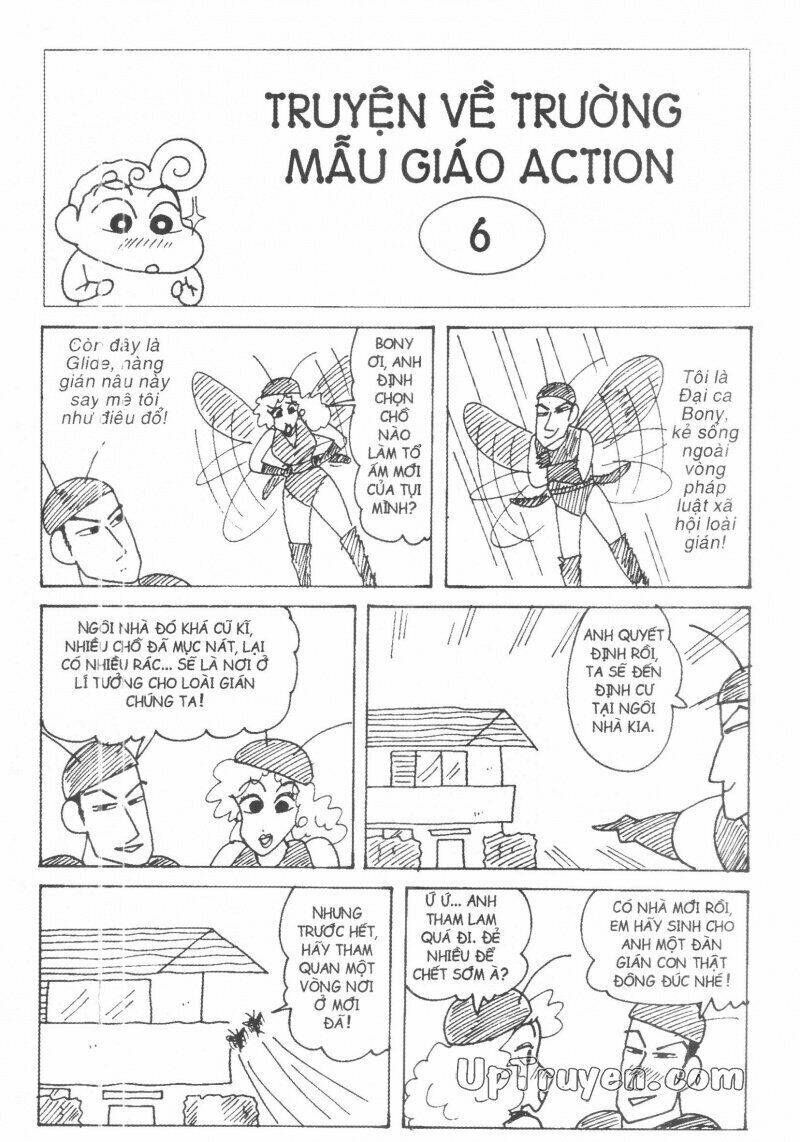 TRUYỆN VỀ TRƯỜNG
MẪU GIÁO ACTION
6
Tôi là
Đại ca
Bony,
kẻ sống
ngoài
vòng
pháp
luật xã
hội loài
gián!
BONY
ƠI, ANH
ĐỊNH
CHỌN
CHỖ
NÀO
LÀM TỔ
ẤM MỚI
CỦA TỤI
MÌNH?
Còn đây là
Glide, nàng
gián nâu này
say mê tôi
như điếu đổ!
ANH QUYẾT
ĐỊNH RỒI,
TA SẼ ĐẾN
ĐỊNH CƯ
TẠI NGÔI
NHÀ KIA.
NGÔI NHÀ ĐÓ KHÁ CŨ KĨ,
NHIỀU CHỖ ĐÃ MỤC NÁT, LẠI
CÓ NHIỀU RÁC... SẼ LÀ NƠI Ở
LÍ TƯỞNG CHO LOÀI GIÁN
CHÚNG TA!
CÓ NHÀ MỚI RỒI,
EM HÃY SINH CHO
ANH MỘT ĐÀN
GIÁN CON THẬT
ĐÔNG ĐÚC NHÉ!
Ứ Ừ... ANH
THAM LAM
QUÁ ĐI. ĐẺ
NHIỀU ĐỂ
CHẾT SỚM À?
NHƯNG
TRƯỚC HẾT,
HÃY THAM
QUAN MỘT
VÒNG NƠI
Ở MỚI
ĐÃ!
UpTruyen.com